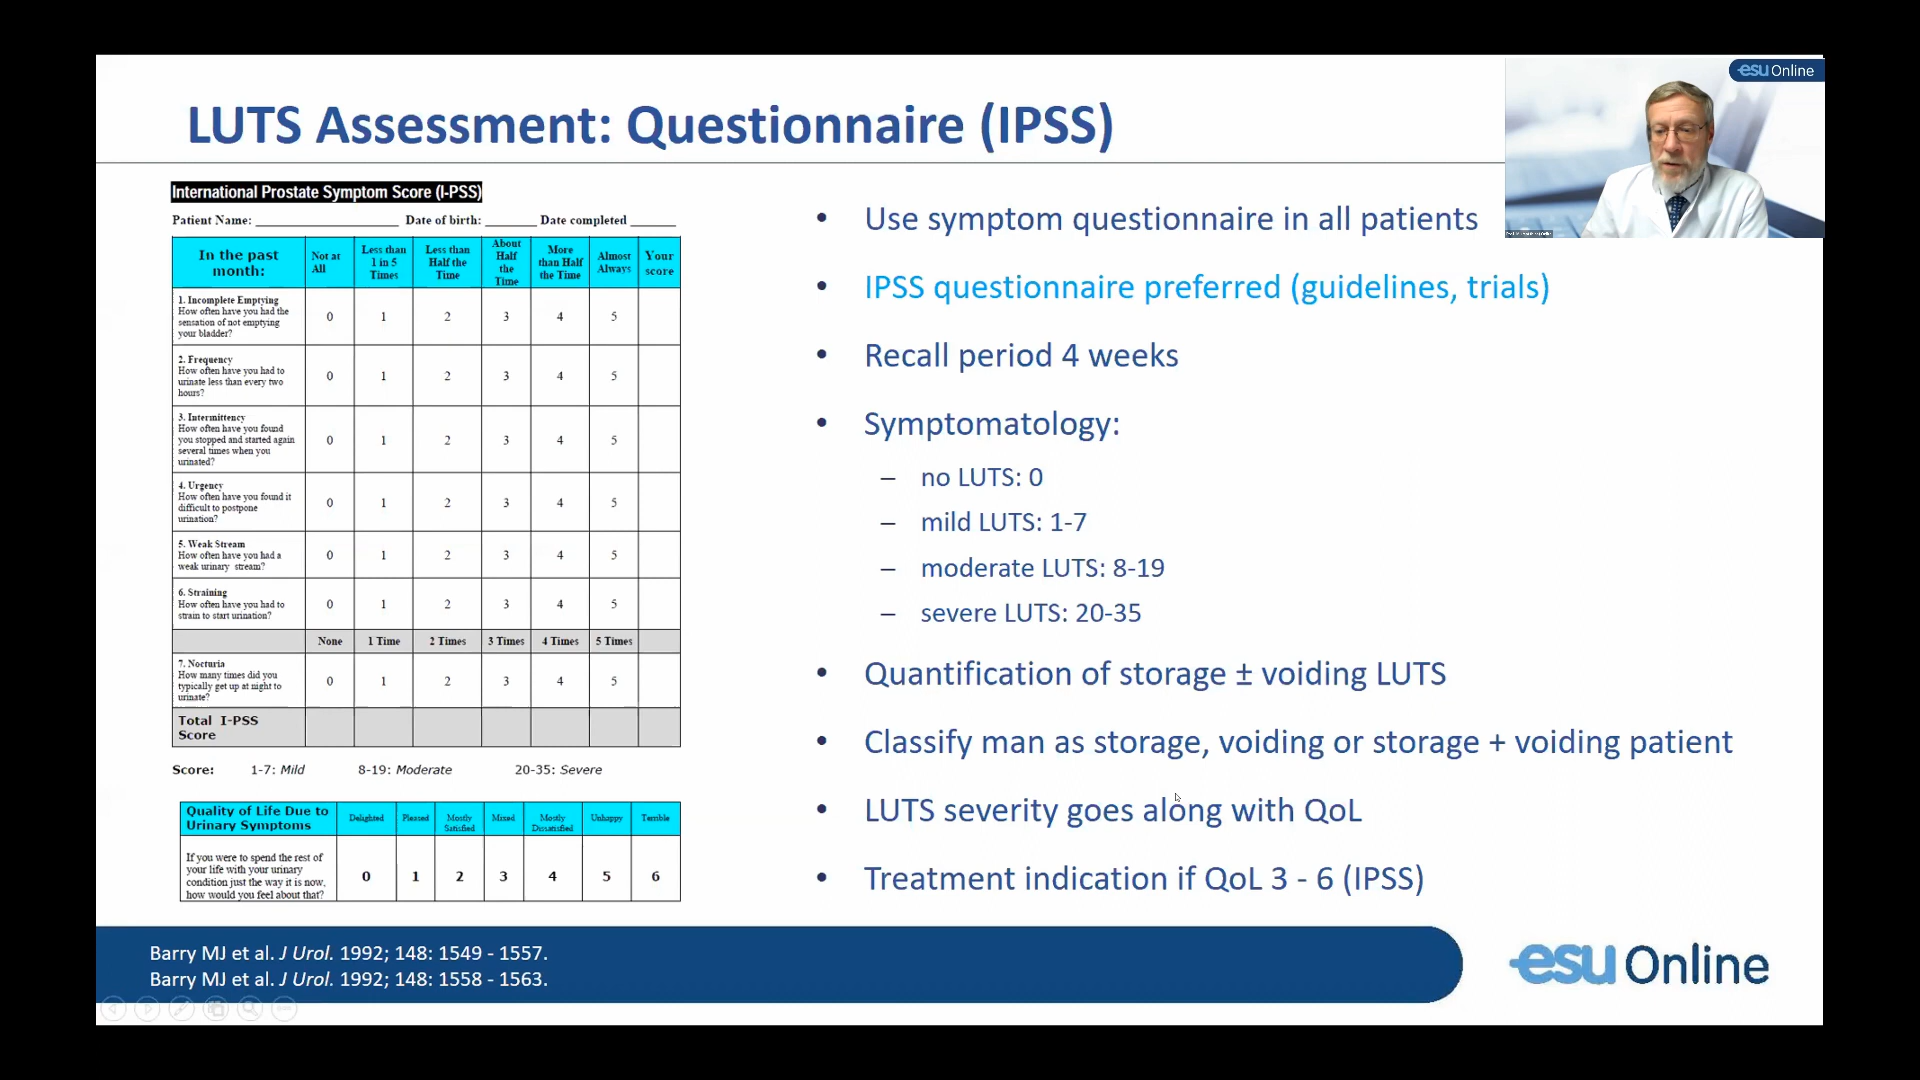 LUTS Assessment: Questionnaire (IPSS)
esu Online
International Prostate Symptom Score (I-PSS)
Patient Name: ____________________ Date of birth: _______ Date completed ______
In the past month:
Not at All
Less than 1 in 5 Times
Less than Half the Time
About Half the Time
More than Half the Time
Almost Always
Your score
1. Incomplete Emptying
How often have you had the
sensation of not emptying
your bladder?
0 1 2 3 4 5
2. Frequency
How often have you had to
urinate less than every two
hours?
0 1 2 3 4 5
3. Intermittency
How often have you found
you stopped and started again
several times when you
urinated?
0 1 2 3 4 5
4. Urgency
How often have you found it
difficult to postpone
urination?
0 1 2 3 4 5
5. Weak Stream
How often have you had a
weak urinary stream?
0 1 2 3 4 5
6. Straining
How often have you had to
strain to start urination?
0 1 2 3 4 5
None 1 Time 2 Times 3 Times 4 Times 5 Times
7. Nocturia
How many times did you
typically get up at night to
urinate?
0 1 2 3 4 5
Total I-PSS
Score
Score: 1-7: Mild 8-19: Moderate 20-35: Severe
Quality of Life Due to
Urinary Symptoms
Delighted
Pleased
Mostly Satisfied
Mixed
Mostly Dissatisfied
Unhappy
Terrible
If you were to spend the rest of
your life with your urinary
condition just the way it is now,
how would you feel about that?
0 1 2 3 4 5 6
• Use symptom questionnaire in all patients
• IPSS questionnaire preferred (guidelines, trials)
• Recall period 4 weeks
• Symptomatology:
– no LUTS: 0
– mild LUTS: 1-7
– moderate LUTS: 8-19
– severe LUTS: 20-35
• Quantification of storage ± voiding LUTS
• Classify man as storage, voiding or storage + voiding patient
• LUTS severity goes along with QoL
• Treatment indication if QoL 3 - 6 (IPSS)
Barry MJ et al. J Urol. 1992; 148: 1549 - 1557.
Barry MJ et al. J Urol. 1992; 148: 1558 - 1563.
esu Online